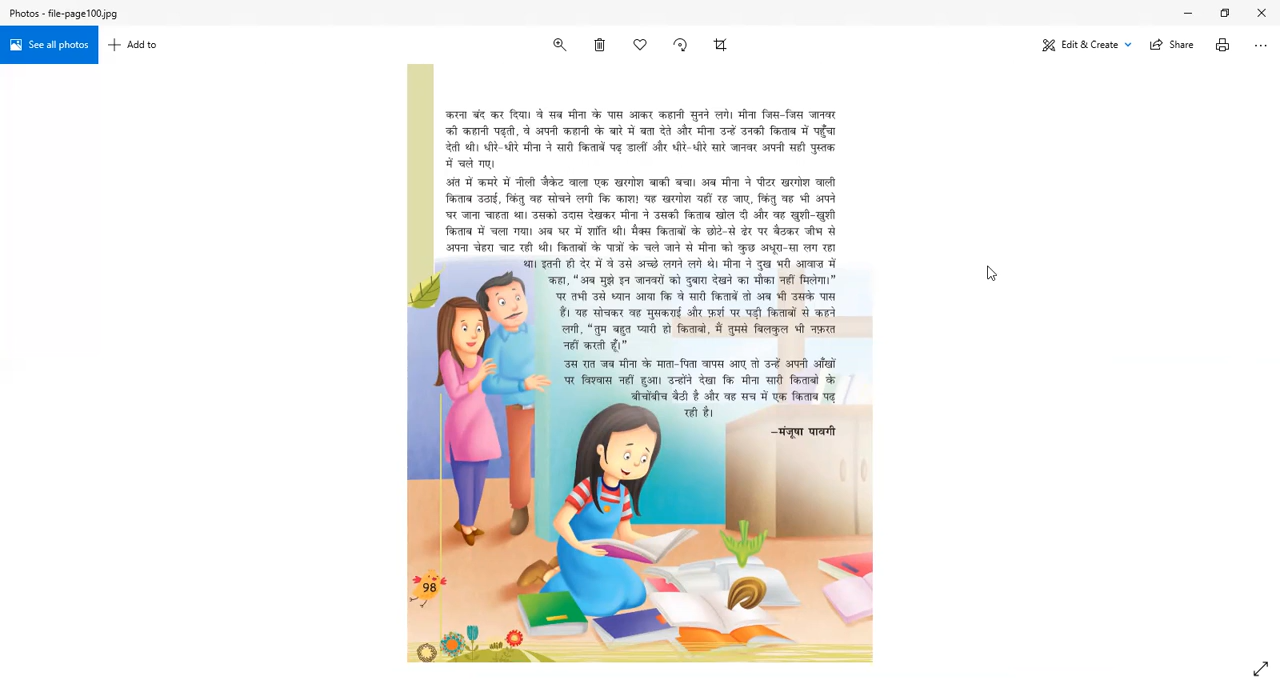 Photos - file-page100.jpg
See all photos
Add to
Edit & Create
Share
करना बंद कर दिया। वे सब मीना के पास आकर कहानी सुनने लगे। मीना जिस-जिस जानवर
की कहानी पढ़ती, वे अपनी कहानी के बारे में बता देते और मीना उन्हें उनकी किताब में पहुँचा
देती थी। धीरे-धीरे मीना ने सारी किताबें पढ़ डालीं और धीरे-धीरे सारे जानवर अपनी सही पुस्तक
में चले गए।
अंत में कमरे में नीली जैकेट वाला एक खरगोश बाकी बचा। अब मीना ने पीटर खरगोश वाली
किताब उठाई, किंतु वह सोचने लगी कि काश! यह खरगोश यहीं रह जाए, किंतु वह भी अपने
घर जाना चाहता था। उसको उदास देखकर मीना ने उसकी किताब खोल दी और वह खुशी-खुशी
किताब में चला गया। अब घर में शांति थी। मैक्स किताबों के छोटे-से ढेर पर बैठकर जीभ से
अपना चेहरा चाट रही थी। किताबों के पात्रों के चले जाने से मीना को कुछ अधूरा-सा लग रहा
था। इतनी ही देर में वे उसे अच्छे लगने लगे थे। मीना ने दुख भरी आवाज़ में
कहा, “अब मुझे इन जानवरों को दुबारा देखने का मौका नहीं मिलेगा।”
पर तभी उसे ध्यान आया कि वे सारी किताबें तो अब भी उसके पास
हैं। यह सोचकर वह मुसकराई और फ़र्श पर पड़ी किताबों से कहने
लगी, “तुम बहुत प्यारी हो किताबो, मैं तुमसे बिलकुल भी नफ़रत
नहीं करती हूँ।”
उस रात जब मीना के माता-पिता वापस आए तो उन्हें अपनी आँखों
पर विश्वास नहीं हुआ। उन्होंने देखा कि मीना सारी किताबो के
बीचोंबीच बैठी है और वह सच में एक किताब पढ़
रही है।
-मंजूषा पावगी
98